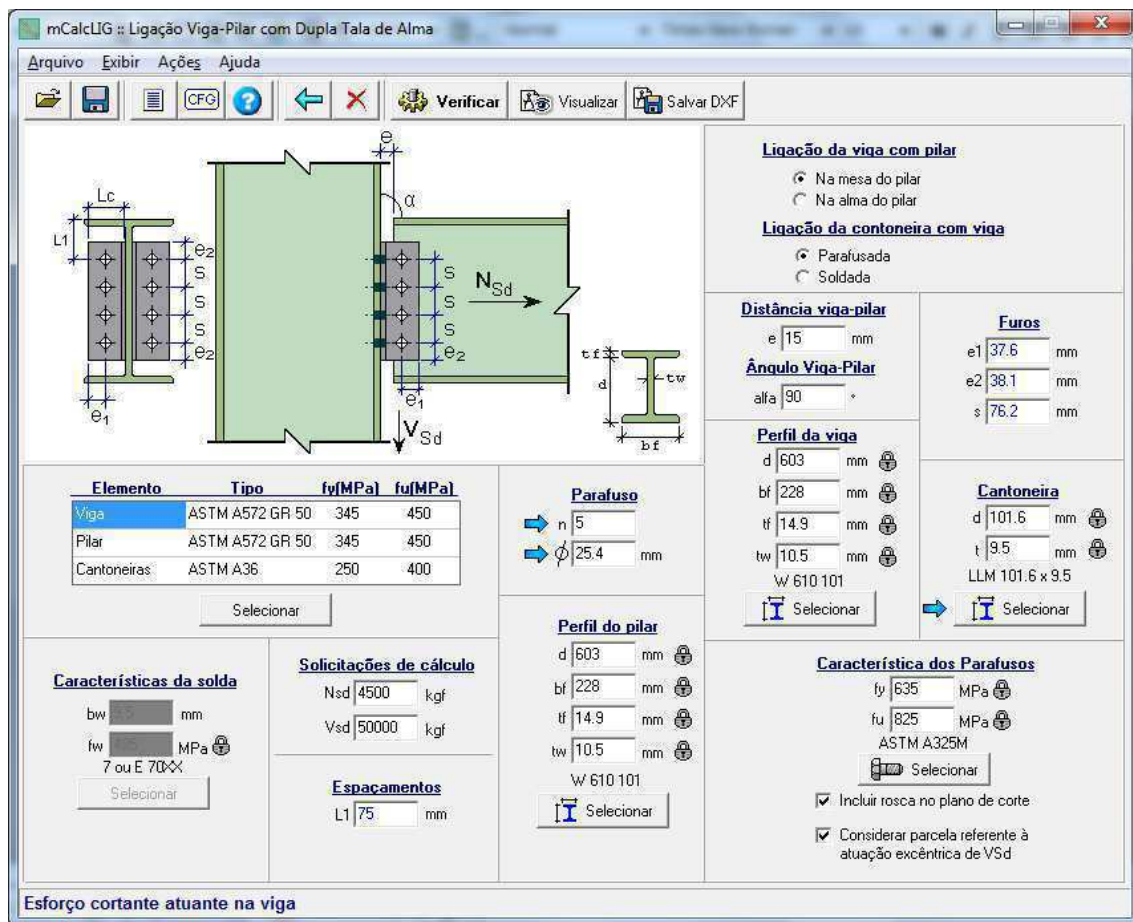 mCalcLIG :: Ligação Viga-Pilar com Dupla Tala de Alma
Arquivo Exibir Ações Ajuda
CFG Verificar Visualizar Salvar DXF
e
Lc
α
L1
e2
s
s
s
e2
e1
NSd
s
s
s
e2
e1
VSd
tf
d
tw
bf
Ligação da viga com pilar
Na mesa do pilar
Na alma do pilar
Ligação da contoneira com viga
Parafusada
Soldada
Distância viga-pilar
e 15 mm
Ângulo Viga-Pilar
alfa 90 °
Furos
e1 37.6 mm
e2 38.1 mm
s 76.2 mm
Perfil da viga
d 603 mm
bf 228 mm
tf 14.9 mm
tw 10.5 mm
W 610 101
Selecionar
Cantoneira
d 101.6 mm
t 9.5 mm
LLM 101.6 x 9.5
Selecionar
Elemento Tipo fy(MPa) fu(MPa)
Viga ASTM A572 GR 50 345 450
Pilar ASTM A572 GR 50 345 450
Cantoneiras ASTM A36 250 400
Selecionar
Parafuso
n 5
ϕ 25.4 mm
Perfil do pilar
d 603 mm
bf 228 mm
tf 14.9 mm
tw 10.5 mm
W 610 101
Selecionar
Características da solda
bw mm
fw MPa
7 ou E 70XX
Selecionar
Solicitações de cálculo
Nsd 4500 kgf
Vsd 50000 kgf
Espaçamentos
L1 75 mm
Característica dos Parafusos
fy 635 MPa
fu 825 MPa
ASTM A325M
Selecionar
Incluir rosca no plano de corte
Considerar parcela referente à
atuação excêntrica de VSd
Esforço cortante atuante na viga